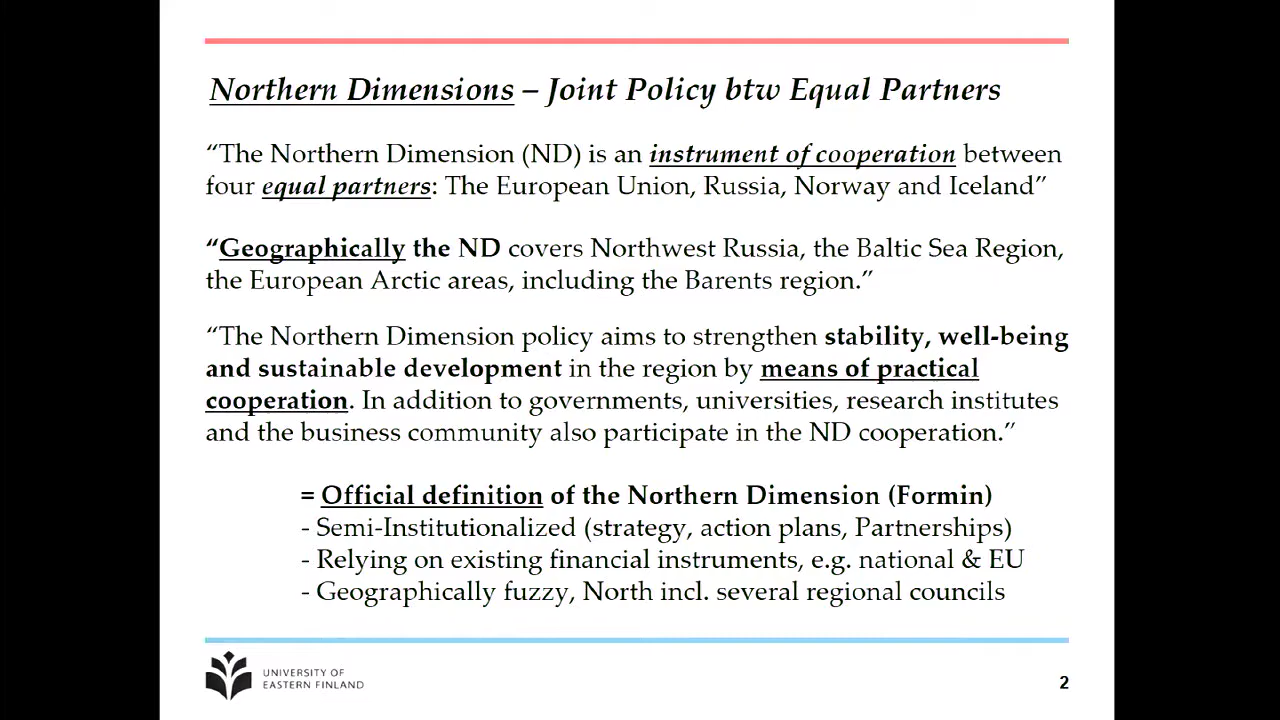 Northern Dimensions – Joint Policy btw Equal Partners
“The Northern Dimension (ND) is an instrument of cooperation between
four equal partners: The European Union, Russia, Norway and Iceland”
“Geographically the ND covers Northwest Russia, the Baltic Sea Region,
the European Arctic areas, including the Barents region.”
“The Northern Dimension policy aims to strengthen stability, well-being
and sustainable development in the region by means of practical
cooperation. In addition to governments, universities, research institutes
and the business community also participate in the ND cooperation.”
= Official definition of the Northern Dimension (Formin)
- Semi-Institutionalized (strategy, action plans, Partnerships)
- Relying on existing financial instruments, e.g. national & EU
- Geographically fuzzy, North incl. several regional councils
UNIVERSITY OF
EASTERN FINLAND
2